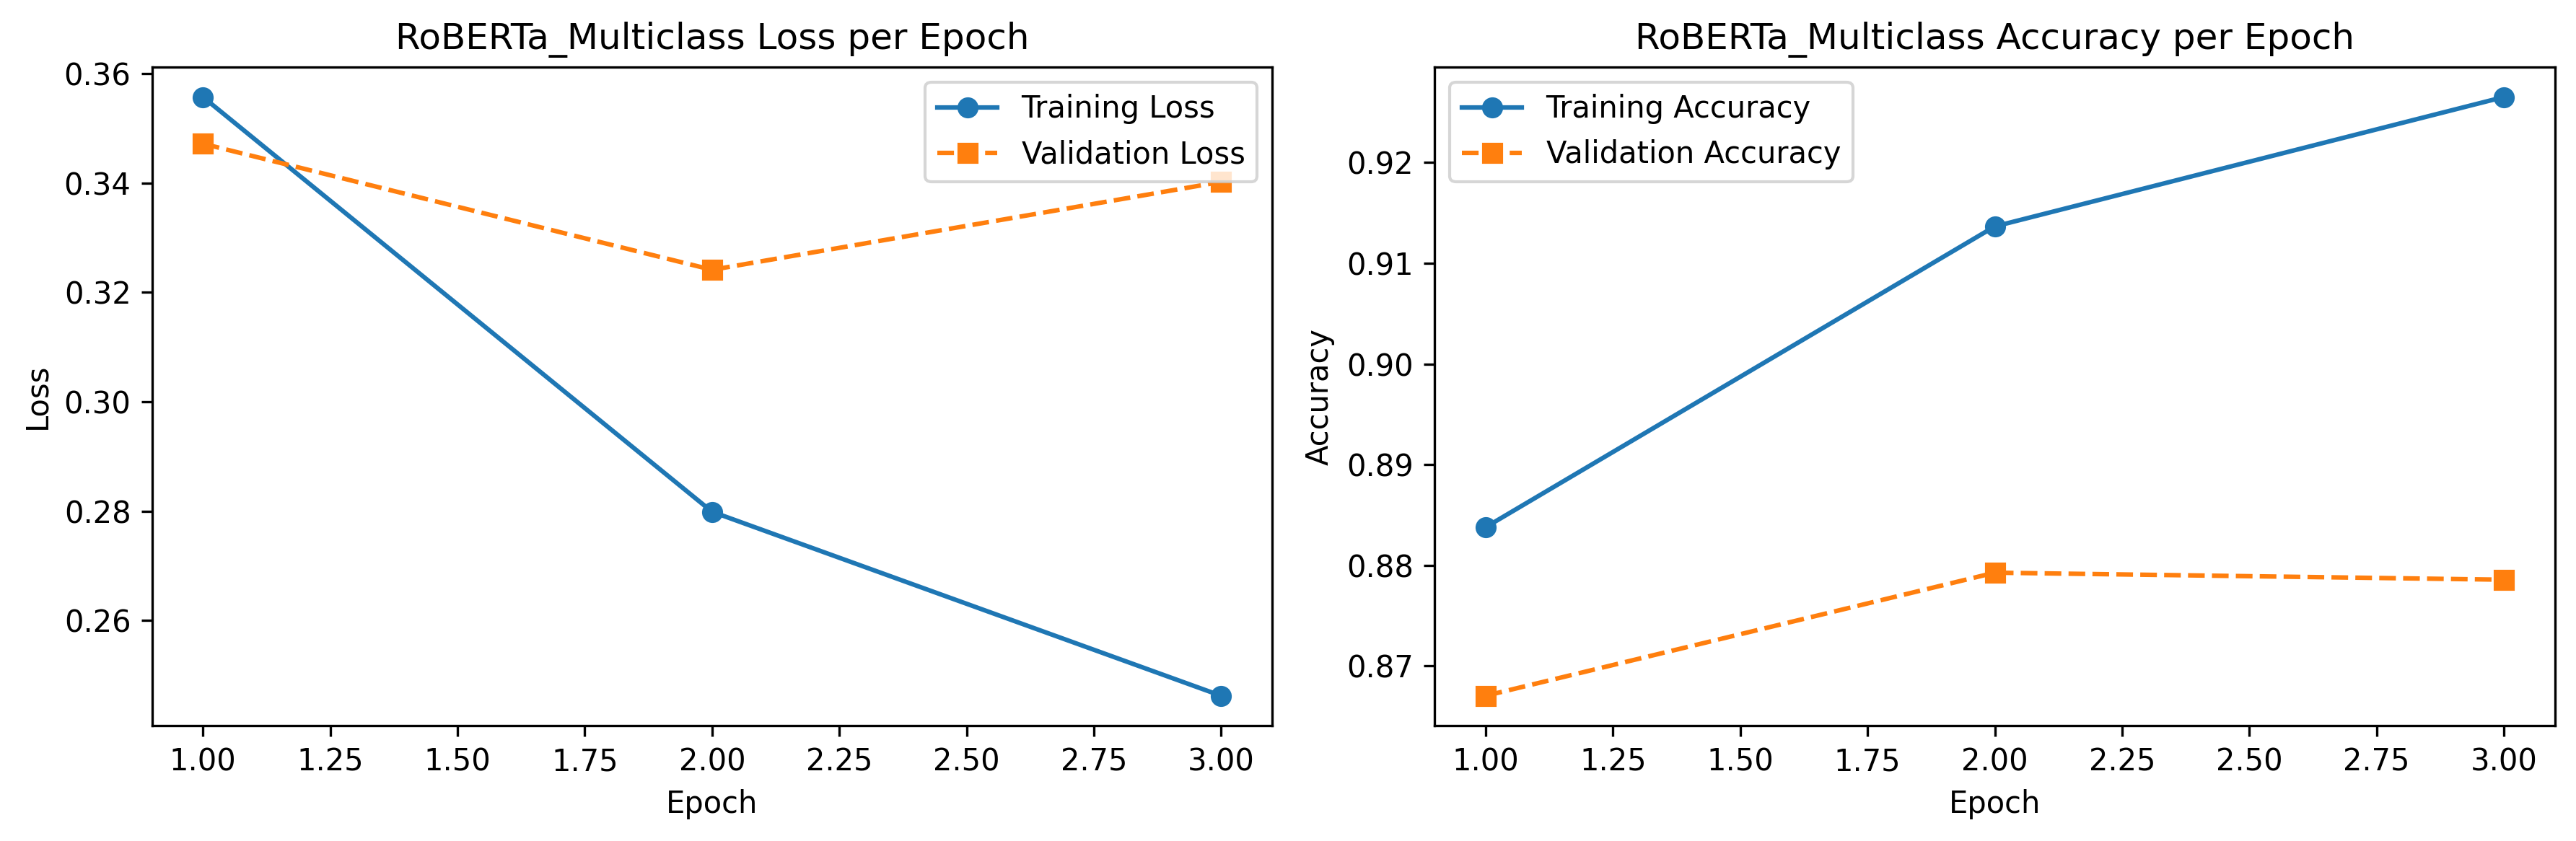 RoBERTa_Multiclass Loss per Epoch
Training Loss
Validation Loss
0.36
0.34
0.32
0.30
0.28
0.26
Loss
1.00 1.25 1.50 1.75 2.00 2.25 2.50 2.75 3.00
Epoch
RoBERTa_Multiclass Accuracy per Epoch
Training Accuracy
Validation Accuracy
0.92
0.91
0.90
0.89
0.88
0.87
Accuracy
1.00 1.25 1.50 1.75 2.00 2.25 2.50 2.75 3.00
Epoch